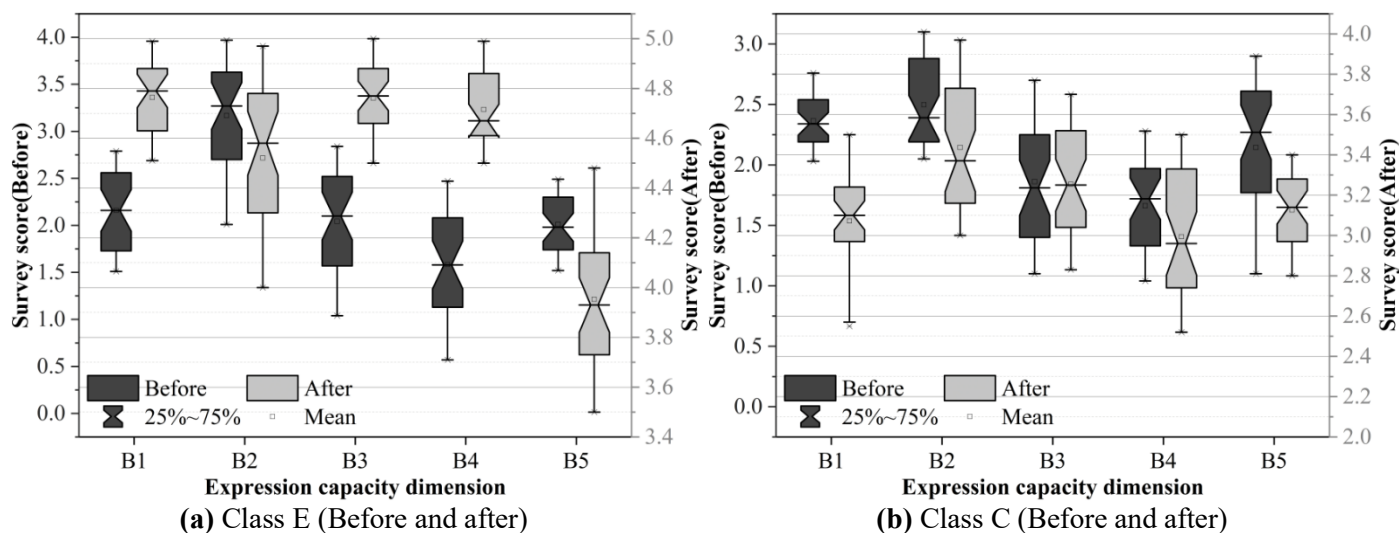 Survey score(Before)
4.0
3.5
3.0
2.5
2.0
1.5
1.0
0.5
0.0
5.0
4.8
4.6
4.4
4.2
4.0
3.8
3.6
3.4
Survey score(After)
Before
After
25%~75%
Mean
B1 B2 B3 B4 B5
Expression capacity dimension
(a) Class E (Before and after)
Survey score(Before)
3.0
2.5
2.0
1.5
1.0
0.5
0.0
4.0
3.8
3.6
3.4
3.2
3.0
2.8
2.6
2.4
2.2
2.0
Survey score(After)
Before
After
25%~75%
Mean
B1 B2 B3 B4 B5
Expression capacity dimension
(b) Class C (Before and after)